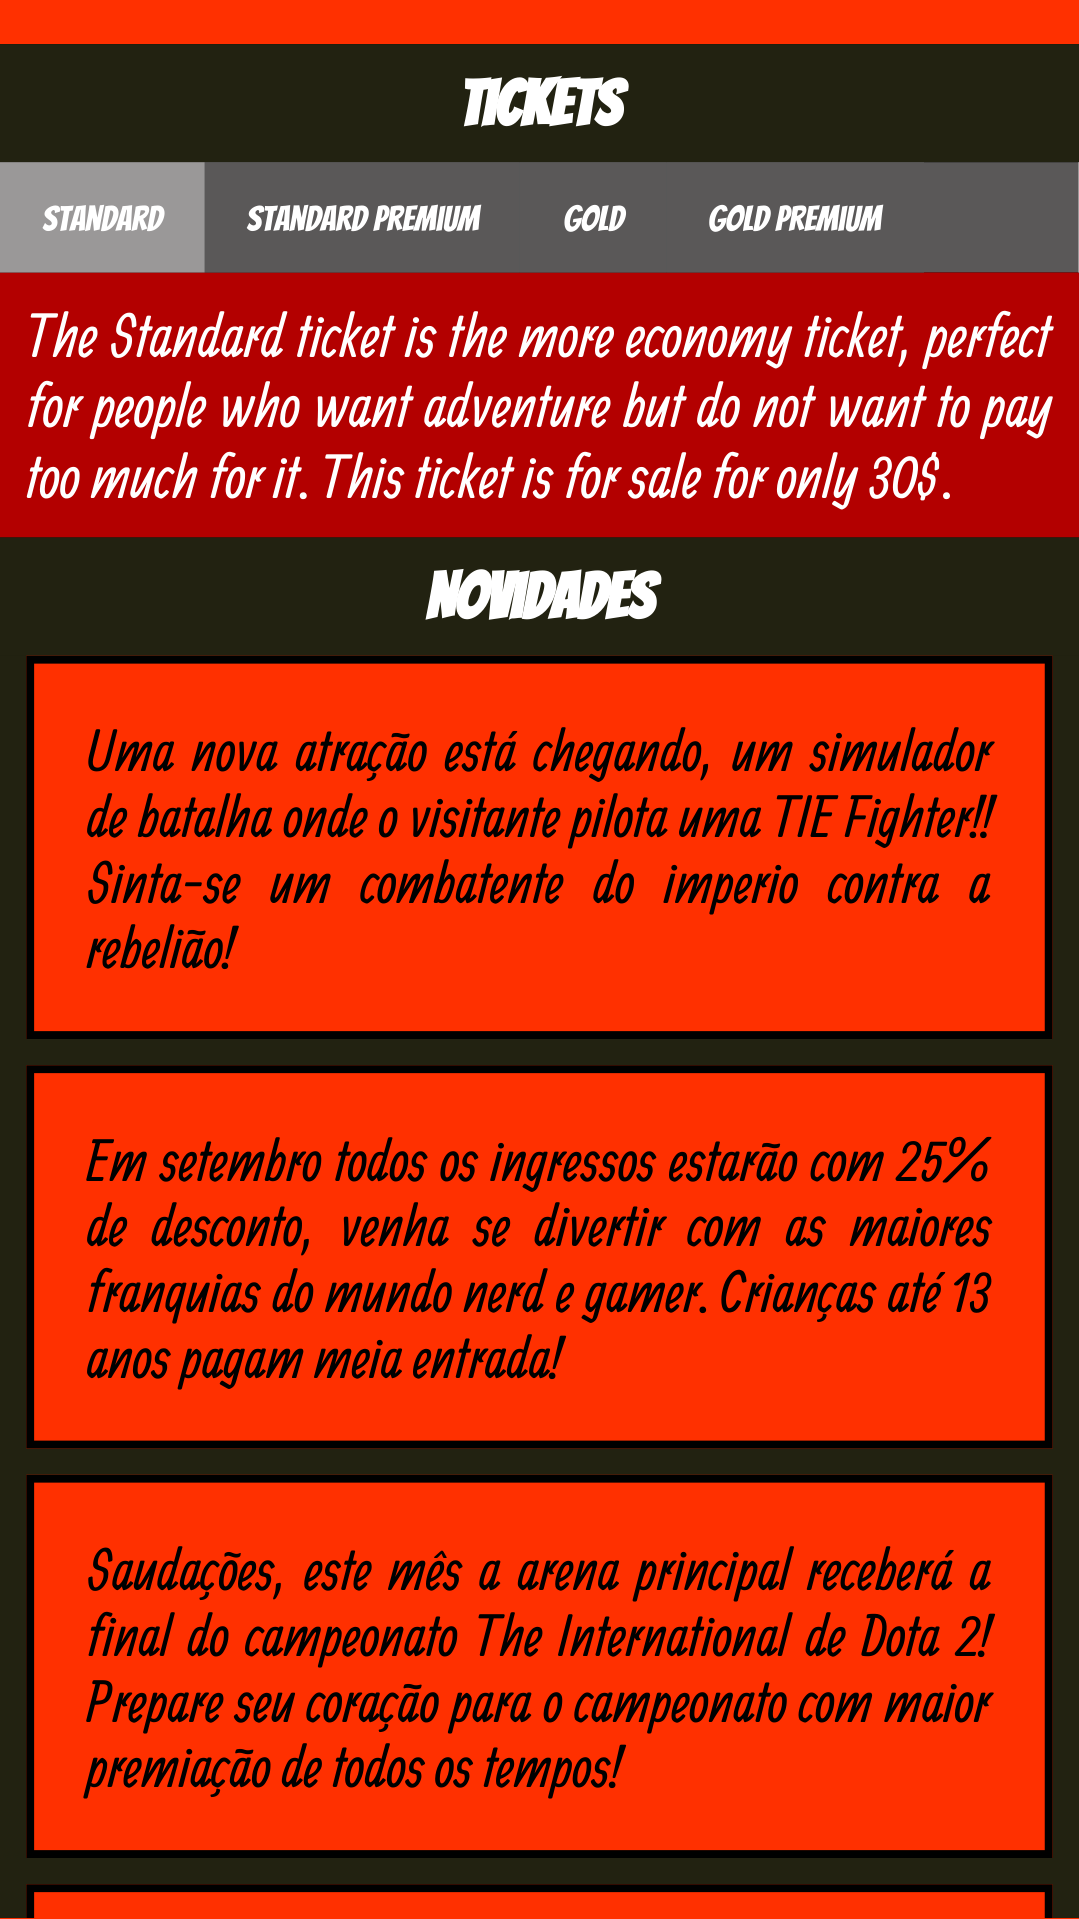 TICKETS
STANDARD STANDARD PREMIUM GOLD GOLD PREMIUM
The Standard ticket is the more economy ticket, perfect
for people who want adventure but do not want to pay
too much for it. This ticket is for sale for only 30$.
NOVIDADES
Uma nova atração está chegando, um simulador
de batalha onde o visitante pilota uma TIE Fighter!!
Sinta-se um combatente do imperio contra a
rebelião!
Em setembro todos os ingressos estarão com 25%
de desconto, venha se divertir com as maiores
franquias do mundo nerd e gamer. Crianças até 13
anos pagam meia entrada!
Saudações, este mês a arena principal receberá a
final do campeonato The International de Dota 2!
Prepare seu coração para o campeonato com maior
premiação de todos os tempos!